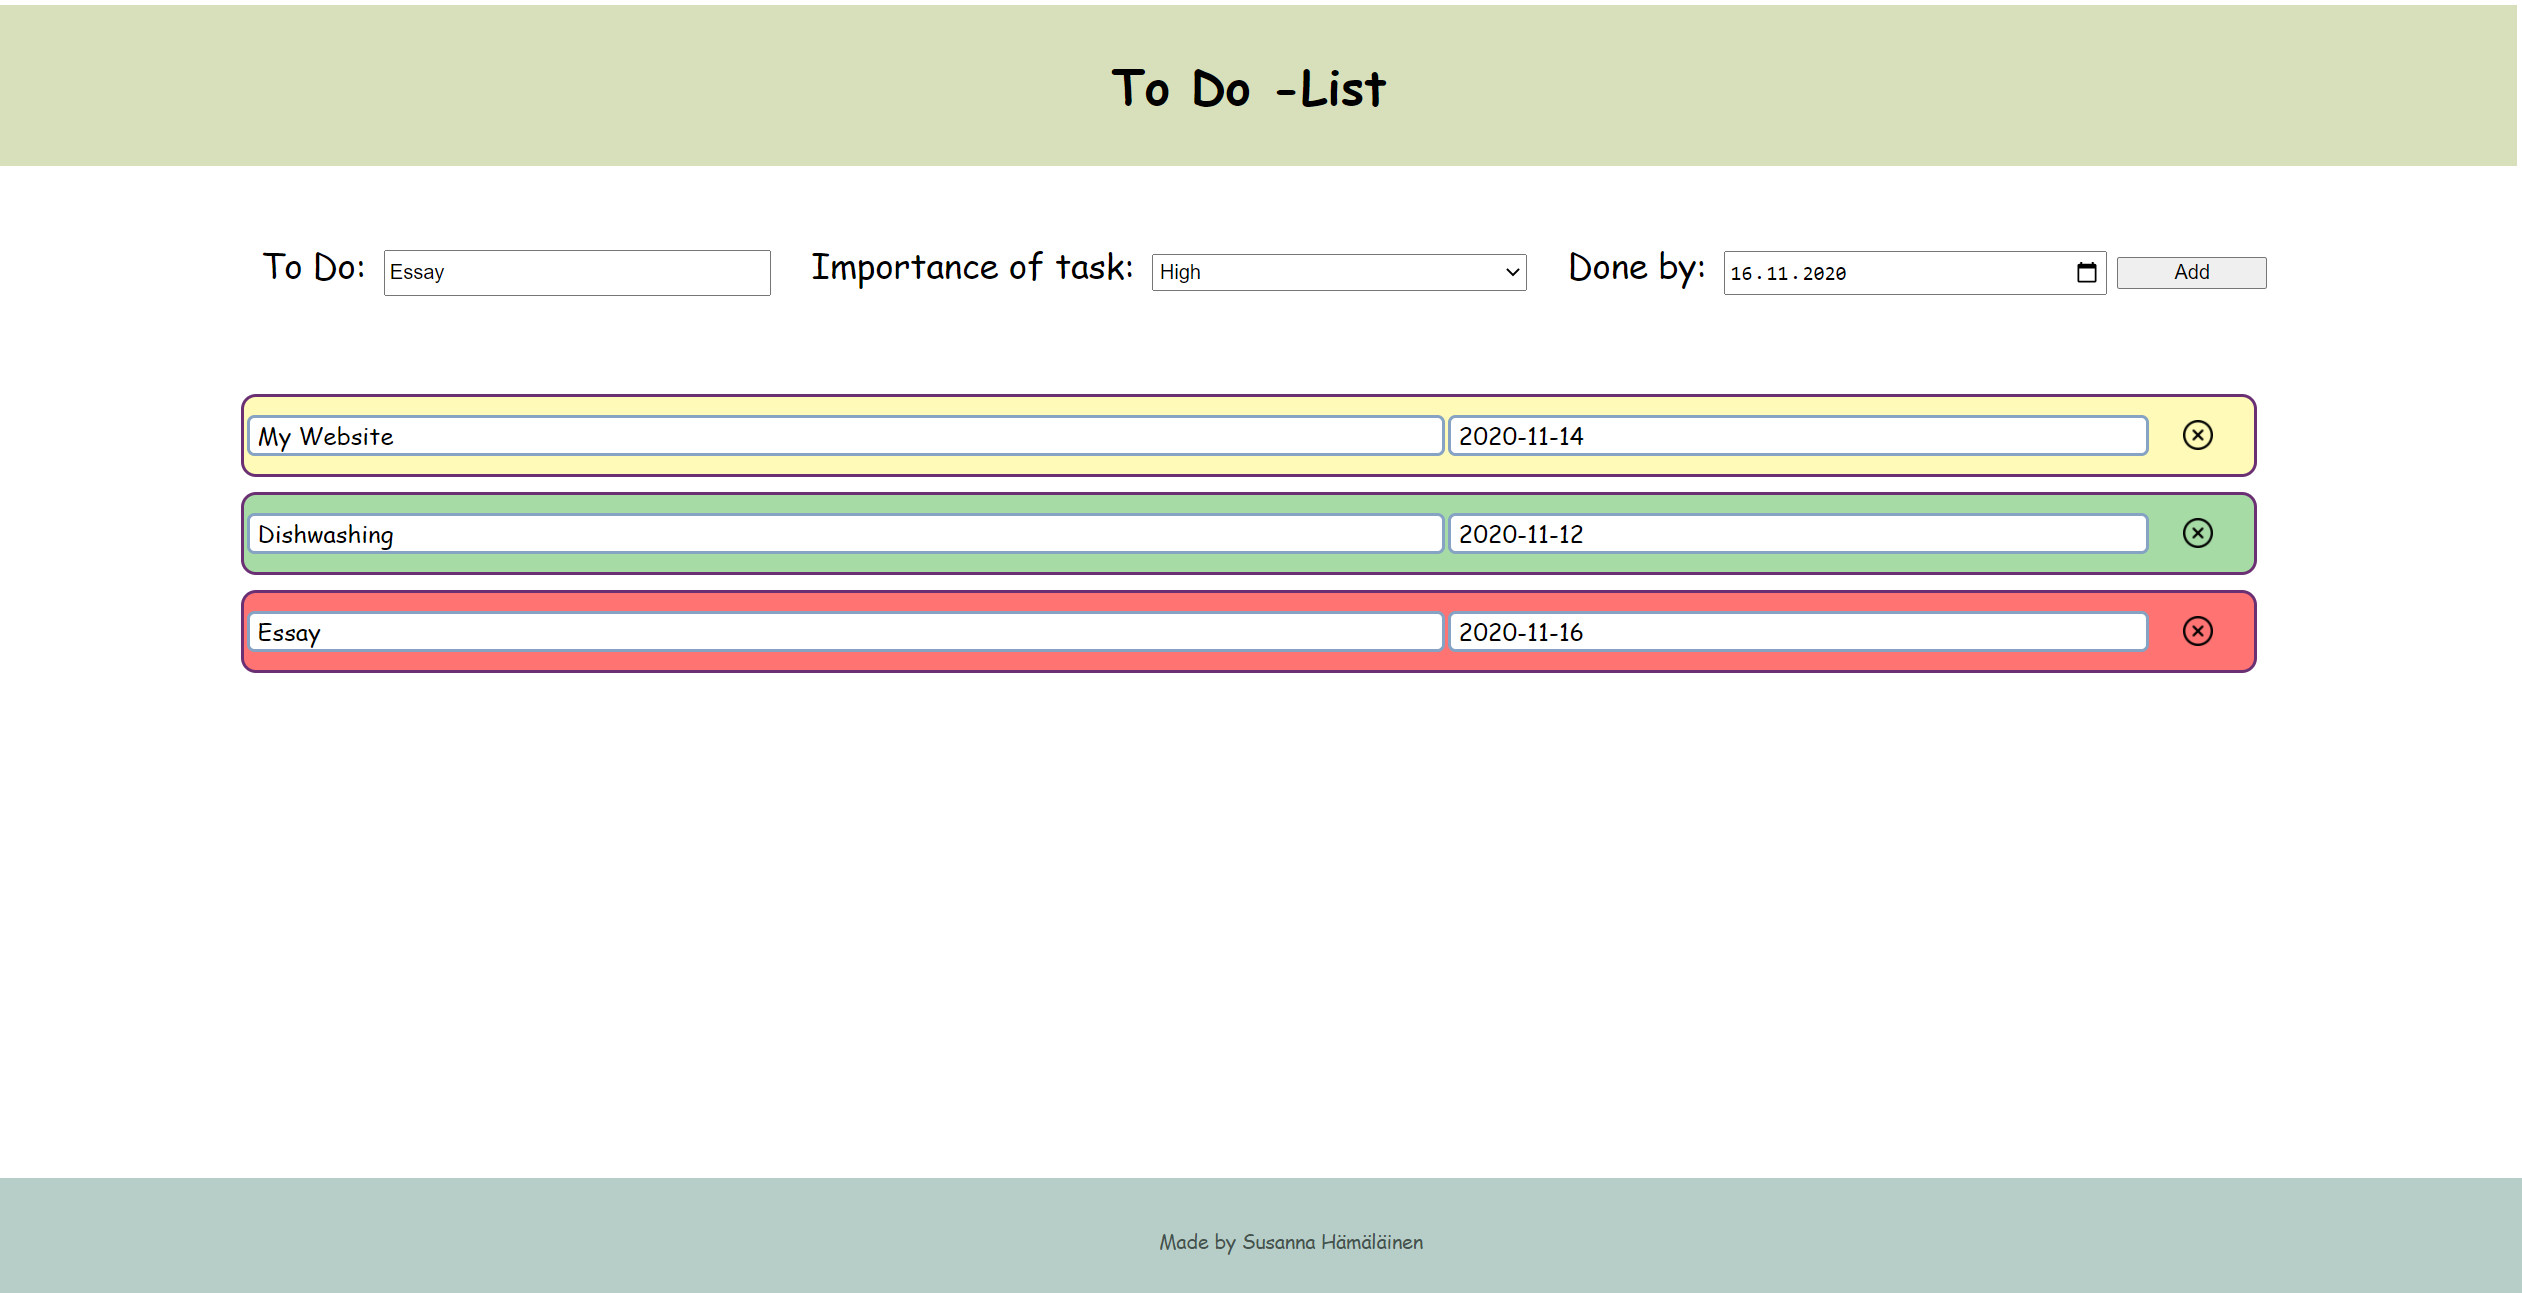 To Do -List
To Do: Essay Importance of task: High Done by: 16.11.2020 Add
My Website 2020-11-14
Dishwashing 2020-11-12
Essay 2020-11-16
Made by Susanna Hämäläinen